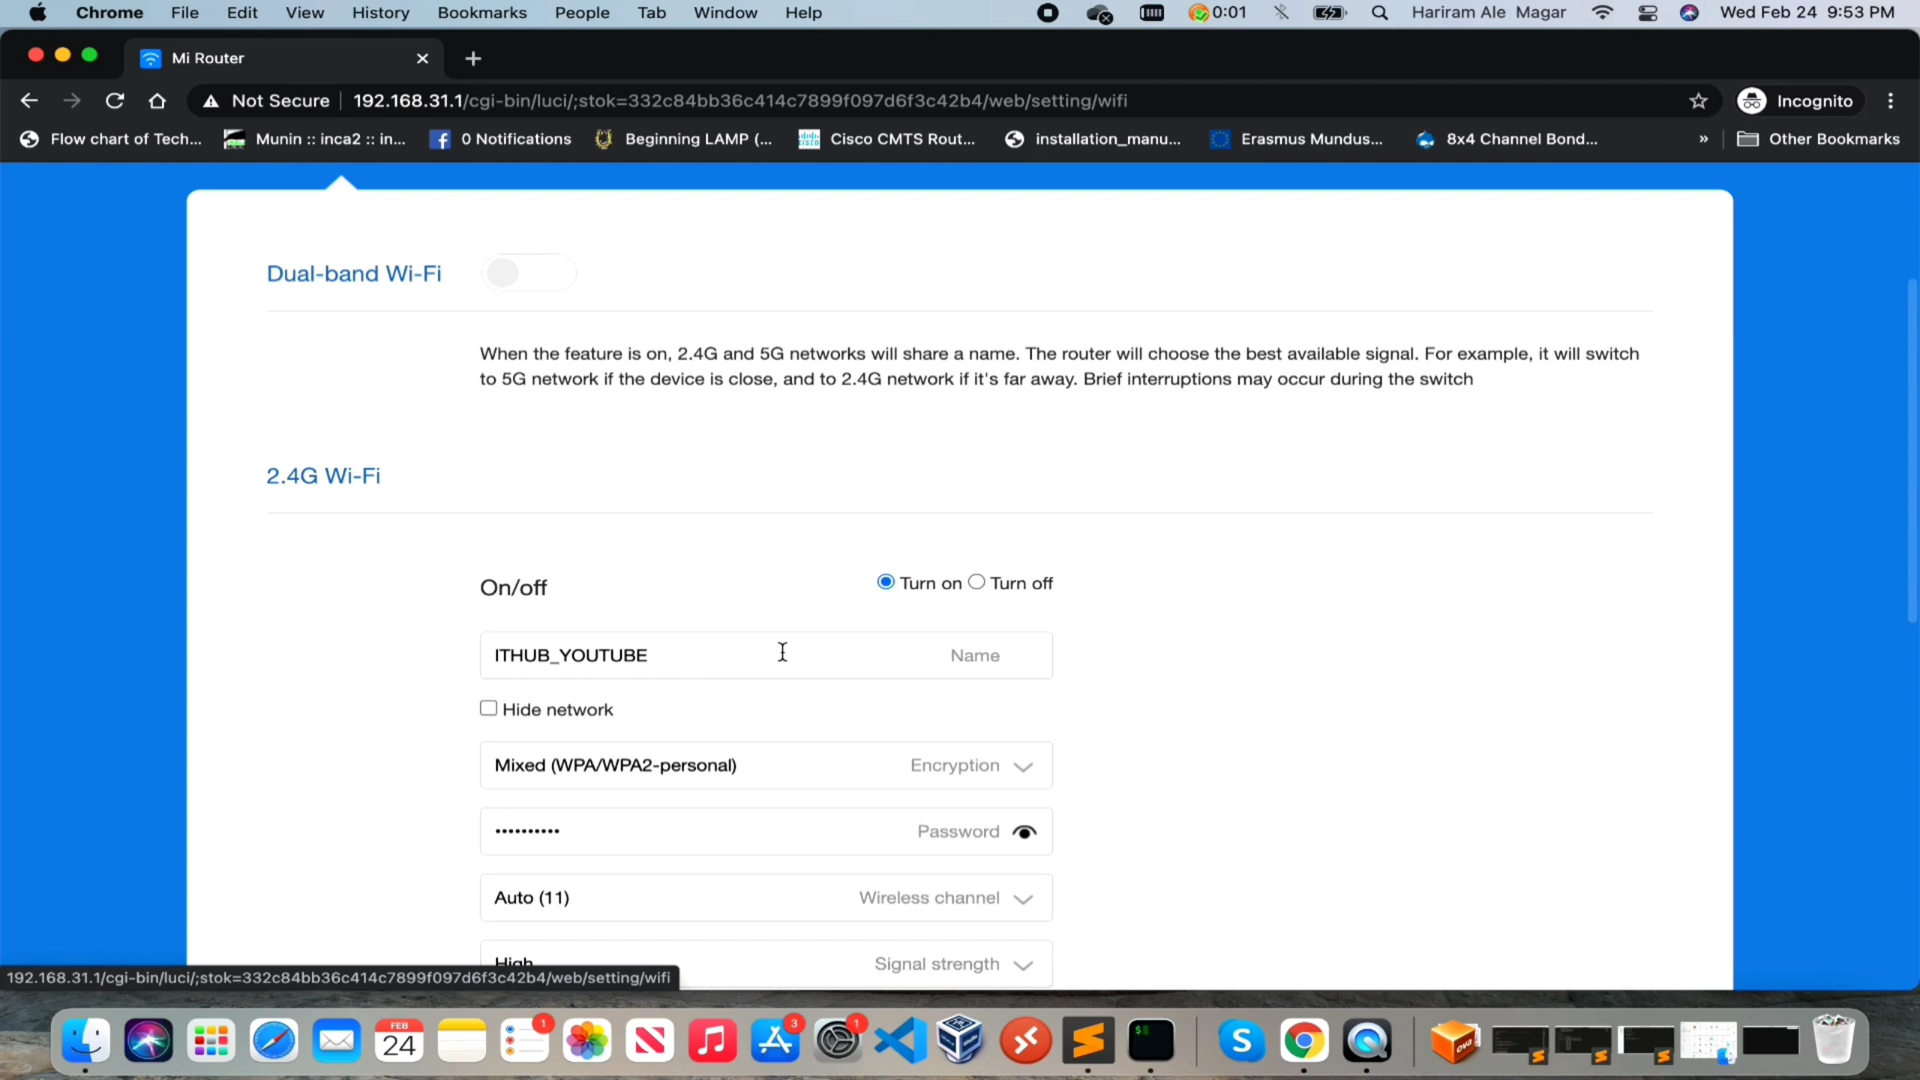 Chrome File Edit View History Bookmarks People Tab Window Help 0:01 Hariram Ale Magar Wed Feb 24 9:53 PM
Mi Router
Not Secure 192.168.31.1/cgi-bin/luci/;stok=332c84bb36c414c7899f097d6f3c42b4/web/setting/wifi Incognito
Flow chart of Tech... Munin :: inca2 :: in... 0 Notifications Beginning LAMP (... Cisco CMTS Rout... installation_manu... Erasmus Mundus... 8x4 Channel Bond... » Other Bookmarks
Dual-band Wi-Fi
When the feature is on, 2.4G and 5G networks will share a name. The router will choose the best available signal. For example, it will switch
to 5G network if the device is close, and to 2.4G network if it's far away. Brief interruptions may occur during the switch
2.4G Wi-Fi
On/off Turn on Turn off
ITHUB_YOUTUBE Name
Hide network
Mixed (WPA/WPA2-personal) Encryption
•••••••••• Password
Auto (11) Wireless channel
High Signal strength
192.168.31.1/cgi-bin/luci/;stok=332c84bb36c414c7899f097d6f3c42b4/web/setting/wifi
FEB
24
1
3
1
$
S
ova